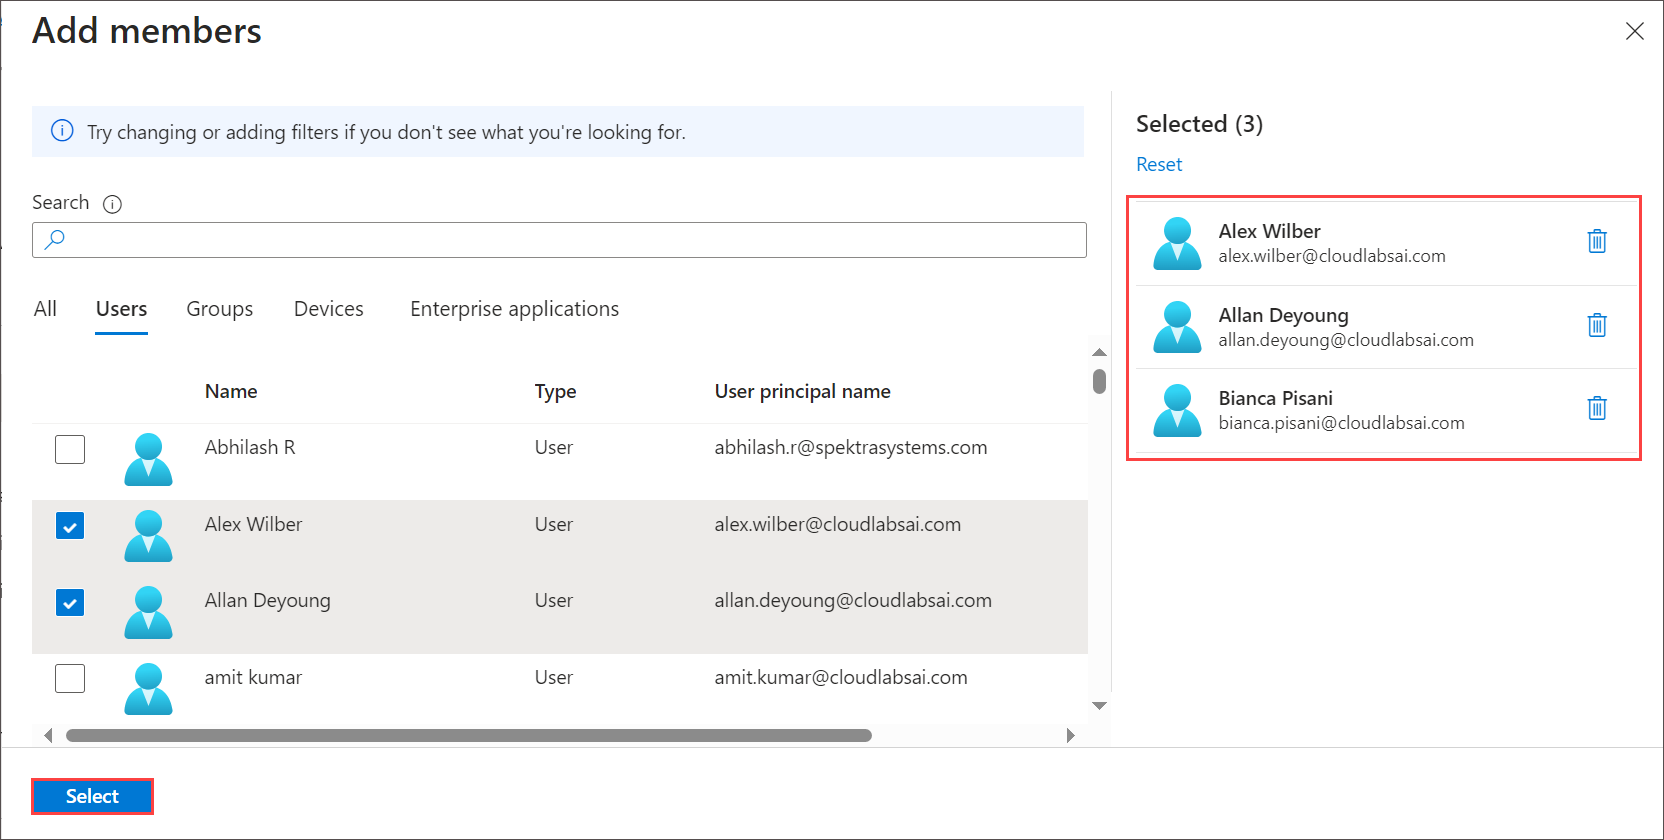 Add members
Try changing or adding filters if you don't see what you're looking for.
Search
All Users Groups Devices Enterprise applications
Name Type User principal name
Abhilash R User abhilash.r@spektrasystems.com
Alex Wilber User alex.wilber@cloudlabsai.com
Allan Deyoung User allan.deyoung@cloudlabsai.com
amit kumar User amit.kumar@cloudlabsai.com
Selected (3)
Reset
Alex Wilber
alex.wilber@cloudlabsai.com
Allan Deyoung
allan.deyoung@cloudlabsai.com
Bianca Pisani
bianca.pisani@cloudlabsai.com
Select